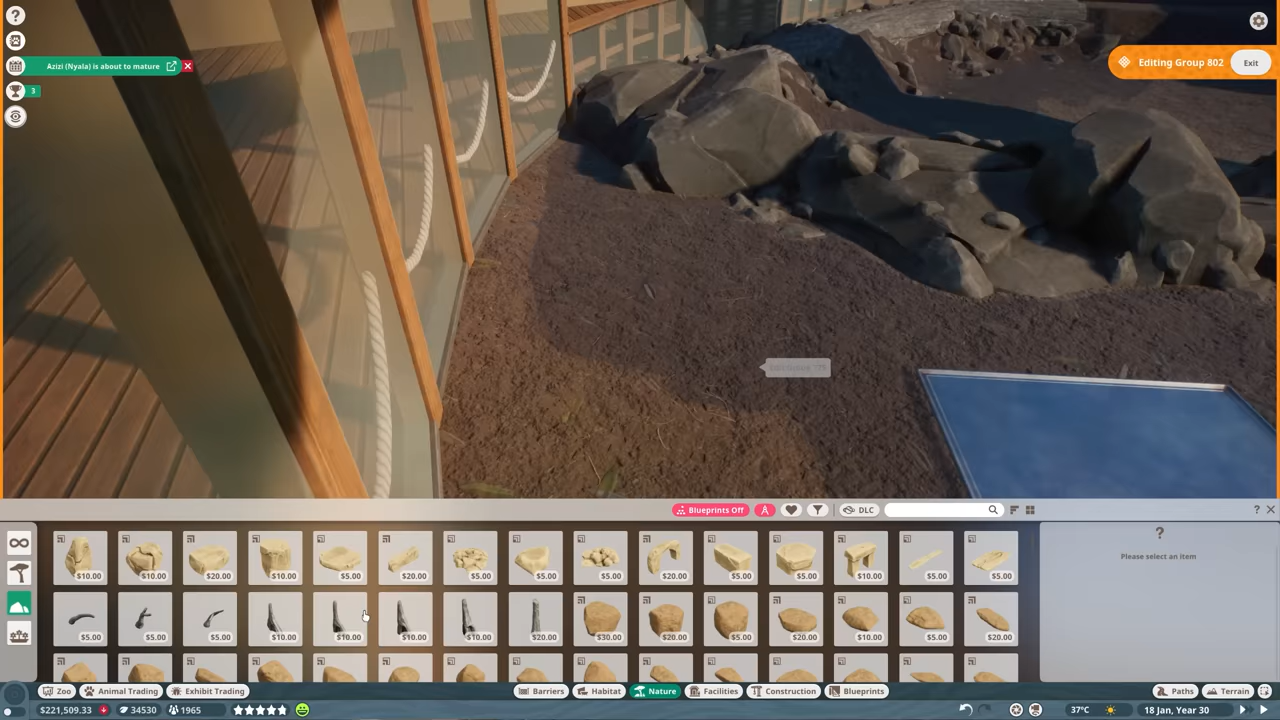 ?
Azizi (Nyala) is about to mature
3
Editing Group 802
Exit
Blueprints Off
DLC
?
$10.00 $10.00 $20.00 $10.00 $5.00 $20.00 $5.00 $5.00 $5.00 $20.00 $5.00 $5.00 $10.00 $5.00 $5.00
$5.00 $5.00 $5.00 $10.00 $10.00 $10.00 $10.00 $20.00 $30.00 $20.00 $5.00 $20.00 $10.00 $5.00 $20.00
?
Please select an item
Zoo Animal Trading Exhibit Trading Barriers Habitat Nature Facilities Construction Blueprints Paths Terrain
$221,509.33 34530 1965 37°C 18 Jan, Year 30